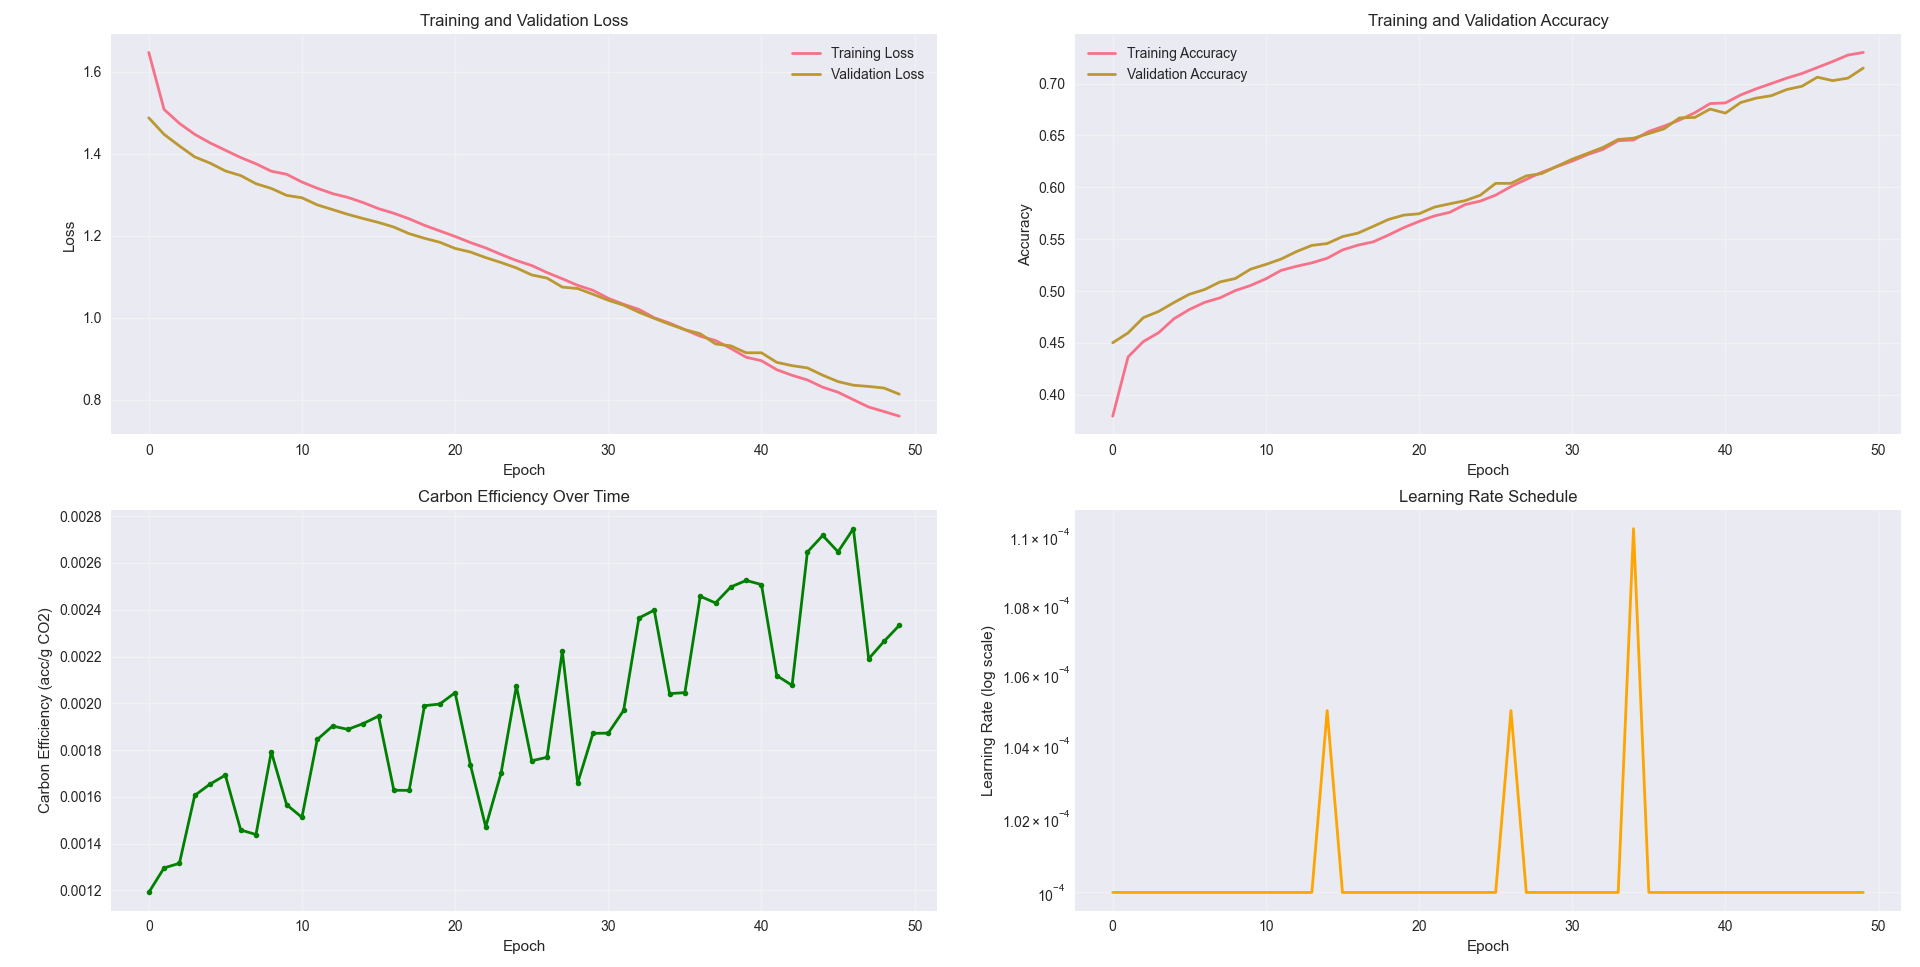 Training and Validation Loss
Training Loss
Validation Loss
1.6
1.4
1.2
1.0
0.8
Loss
0 10 20 30 40 50
Epoch
Training and Validation Accuracy
Training Accuracy
Validation Accuracy
0.70
0.65
0.60
0.55
0.50
0.45
0.40
Accuracy
0 10 20 30 40 50
Epoch
Carbon Efficiency Over Time
0.0028
0.0026
0.0024
0.0022
0.0020
0.0018
0.0016
0.0014
0.0012
Carbon Efficiency (acc/g CO2)
0 10 20 30 40 50
Epoch
Learning Rate Schedule
1.1 × 10⁻⁴
1.08 × 10⁻⁴
1.06 × 10⁻⁴
1.04 × 10⁻⁴
1.02 × 10⁻⁴
10⁻⁴
Learning Rate (log scale)
0 10 20 30 40 50
Epoch